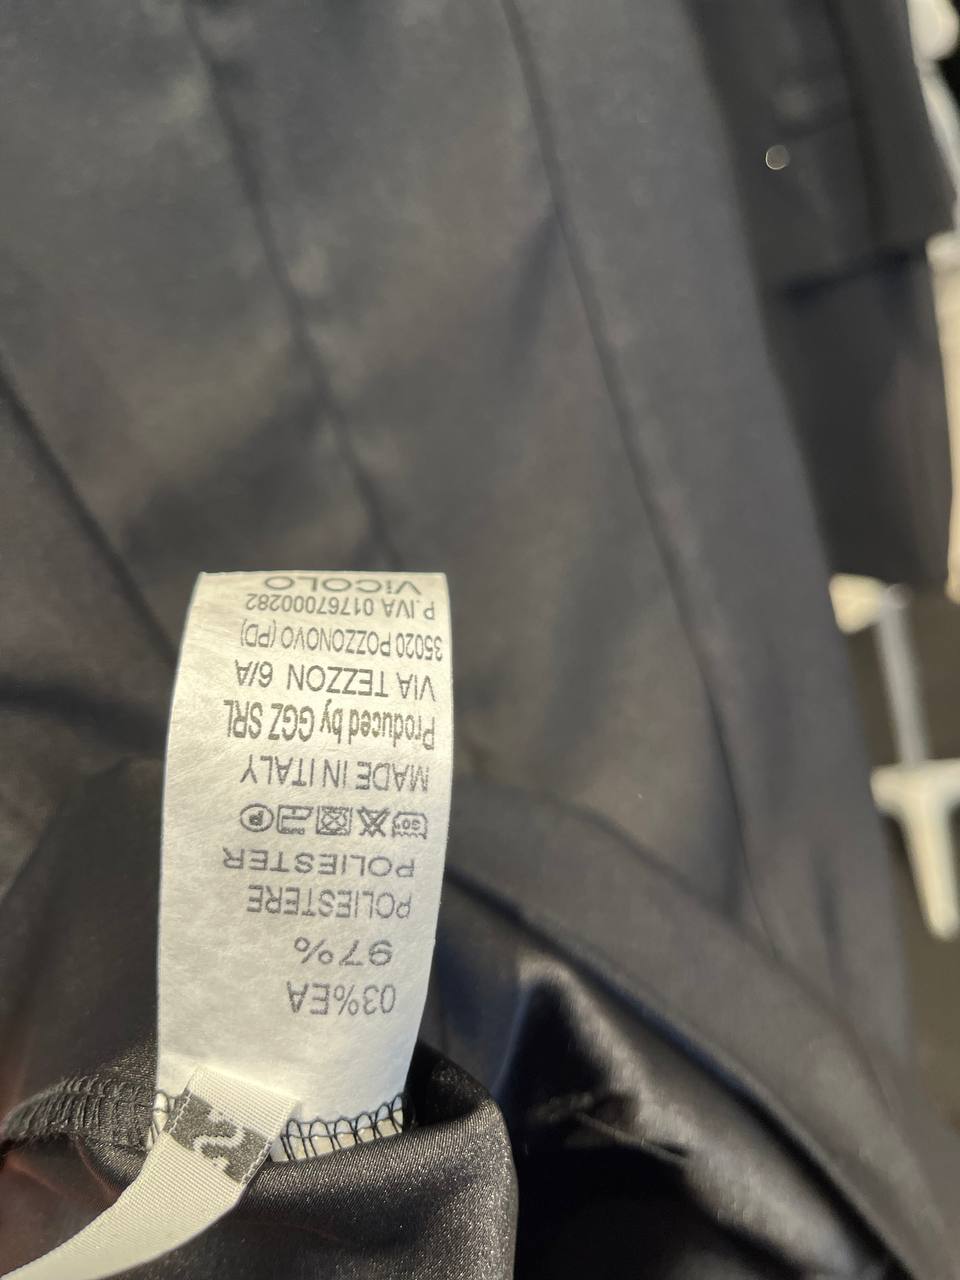 03%EA
97%
POLIESTERE
POLIESTER
30°
P
MADE IN ITALY
Produced by GGZ SRL
VIA TEZZON 6/A
35020 POZZONOVO (PD)
P.IVA 01767000282
ViCOLO